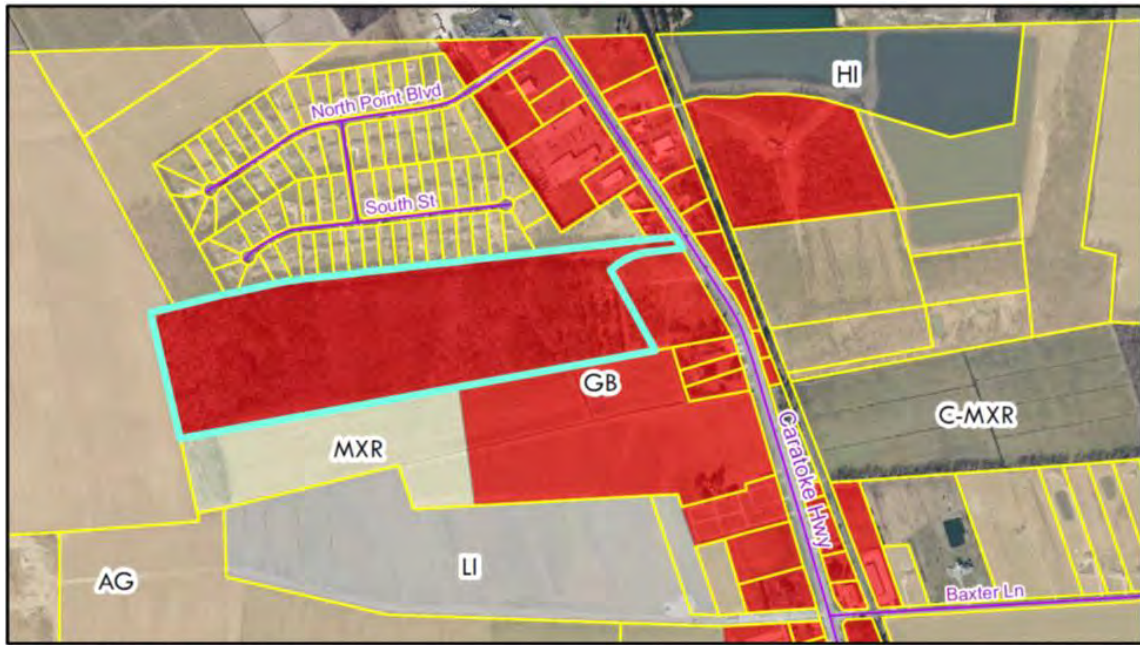 HI
North Point Blvd
South St
GB
C-MXR
MXR
Caratoke Hwy
LI
AG
Baxter Ln